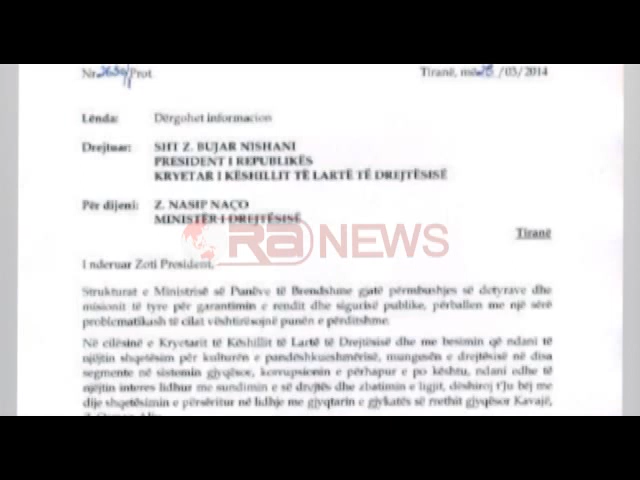 Nr. 2630/1 Prot. Tiranë, më 18/03/2014
Lënda: Dërgohet informacion
Drejtuar: SHT Z. BUJAR NISHANI
PRESIDENT I REPUBLIKËS
KRYETAR I KËSHILLIT TË LARTË TË DREJTËSISË
Për dijeni: Z. NASIP NAÇO
MINISTËR I DREJTËSISË
Ora NEWS
Tiranë
I nderuar Zoti President,
Strukturat e Ministrisë së Punëve të Brendshme gjatë përmbushjes së detyrave dhe
misionit të tyre për garantimin e rendit dhe sigurisë publike, përballen me një sërë
problematikash të cilat vështirësojnë punën e përditshme.
Në cilësinë e Kryetarit të Këshillit të Lartë të Drejtësisë dhe me besimin që ndani të
njëjtin shqetësim për kulturën e pandëshkueshmërisë, mungesën e drejtësisë në disa
segmente në sistemin gjyqësor, korrupsionin e përhapur e po kështu, ndani edhe të
njëjtin interes lidhur me sundimin e së drejtës dhe zbatimin e ligjit, dëshiroj t'Ju bëj me
dije shqetësimin e përsëritur në lidhje me gjyqtarin e gjykatës së rrethit gjyqësor Kavajë,